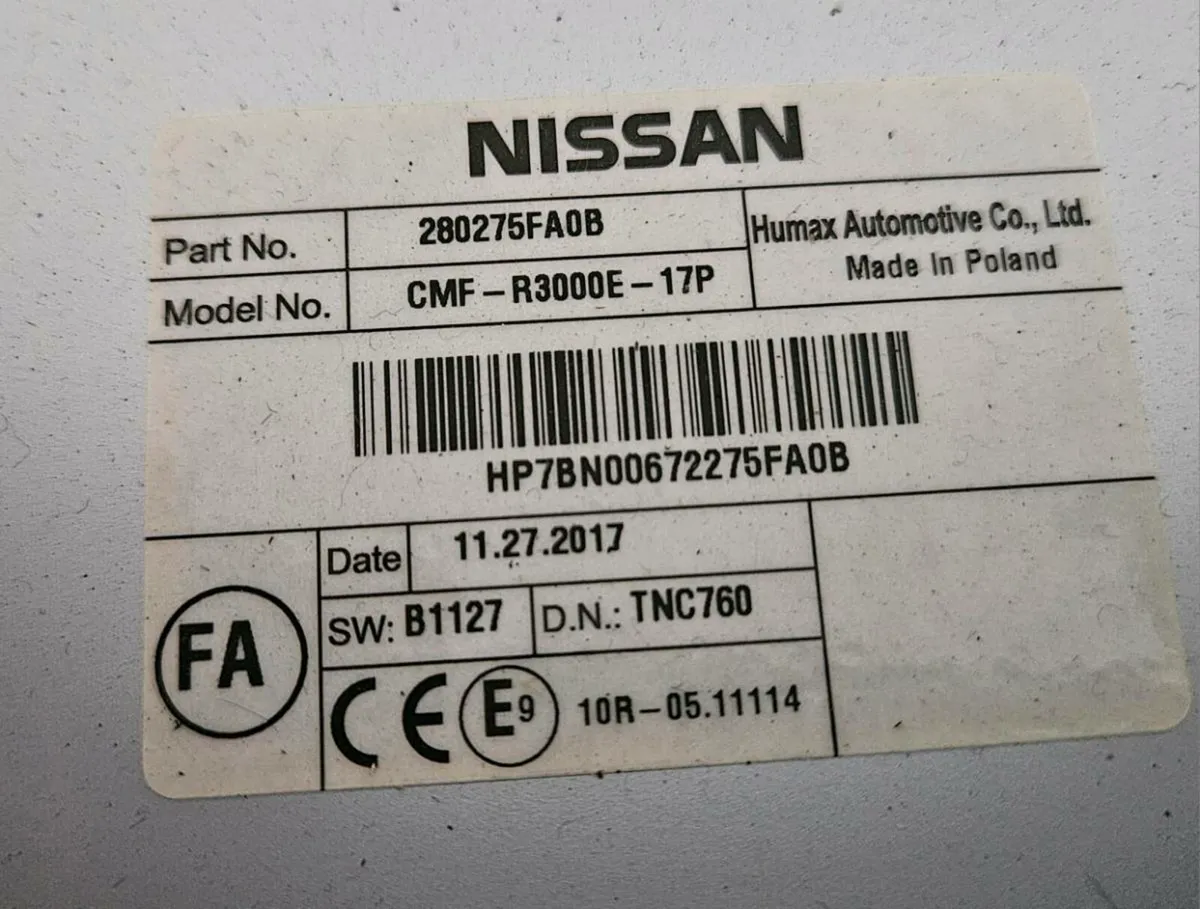 NISSAN
Part No. 280275FA0B
Humax Automotive Co., Ltd.
Model No. CMF-R3000E-17P
Made In Poland
HP7BN00672275FA0B
Date 11.27.2017
FA
SW: B1127 D.N.: TNC760
CE E9 10R-05.11114